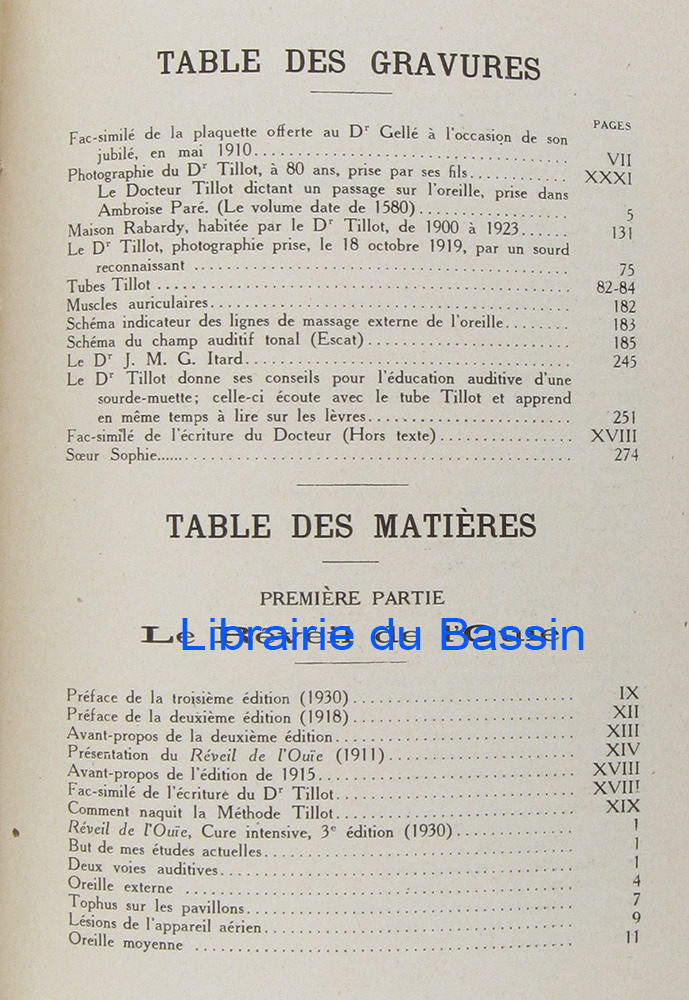 TABLE DES GRAVURES
PAGES
Fac-similé de la plaquette offerte au Dr Gellé à l'occasion de son
jubilé, en mai 1910 VII
Photographie du Dr Tillot, à 80 ans, prise par ses fils XXXI
Le Docteur Tillot dictant un passage sur l'oreille, prise dans
Ambroise Paré. (Le volume date de 1580) 5
Maison Rabardy, habitée par le Dr Tillot, de 1900 à 1923 131
Le Dr Tillot, photographie prise, le 18 octobre 1919, par un sourd
reconnaissant 75
Tubes Tillot 82-84
Muscles auriculaires 182
Schéma indicateur des lignes de massage externe de l'oreille 183
Schéma du champ auditif tonal (Escat) 185
Le Dr J. M. G. Itard 245
Le Dr Tillot donne ses conseils pour l'éducation auditive d'une
sourde-muette; celle-ci écoute avec le tube Tillot et apprend
en même temps à lire sur les lèvres 251
Fac-similé de l'écriture du Docteur (Hors texte) XVIII
Sœur Sophie 274
TABLE DES MATIÈRES
PREMIÈRE PARTIE
Le Réveil de l'Ouïe
Librairie du Bassin
Préface de la troisième édition (1930) IX
Préface de la deuxième édition (1918) XII
Avant-propos de la deuxième édition XIII
Présentation du Réveil de l'Ouïe (1911) XIV
Avant-propos de l'édition de 1915 XVIII
Fac-similé de l'écriture du Dr Tillot XVIII
Comment naquit la Méthode Tillot XIX
Réveil de l'Ouïe, Cure intensive, 3e édition (1930) 1
But de mes études actuelles 1
Deux voies auditives 1
Oreille externe 4
Tophus sur les pavillons 7
Lésions de l'appareil aérien 9
Oreille moyenne 11